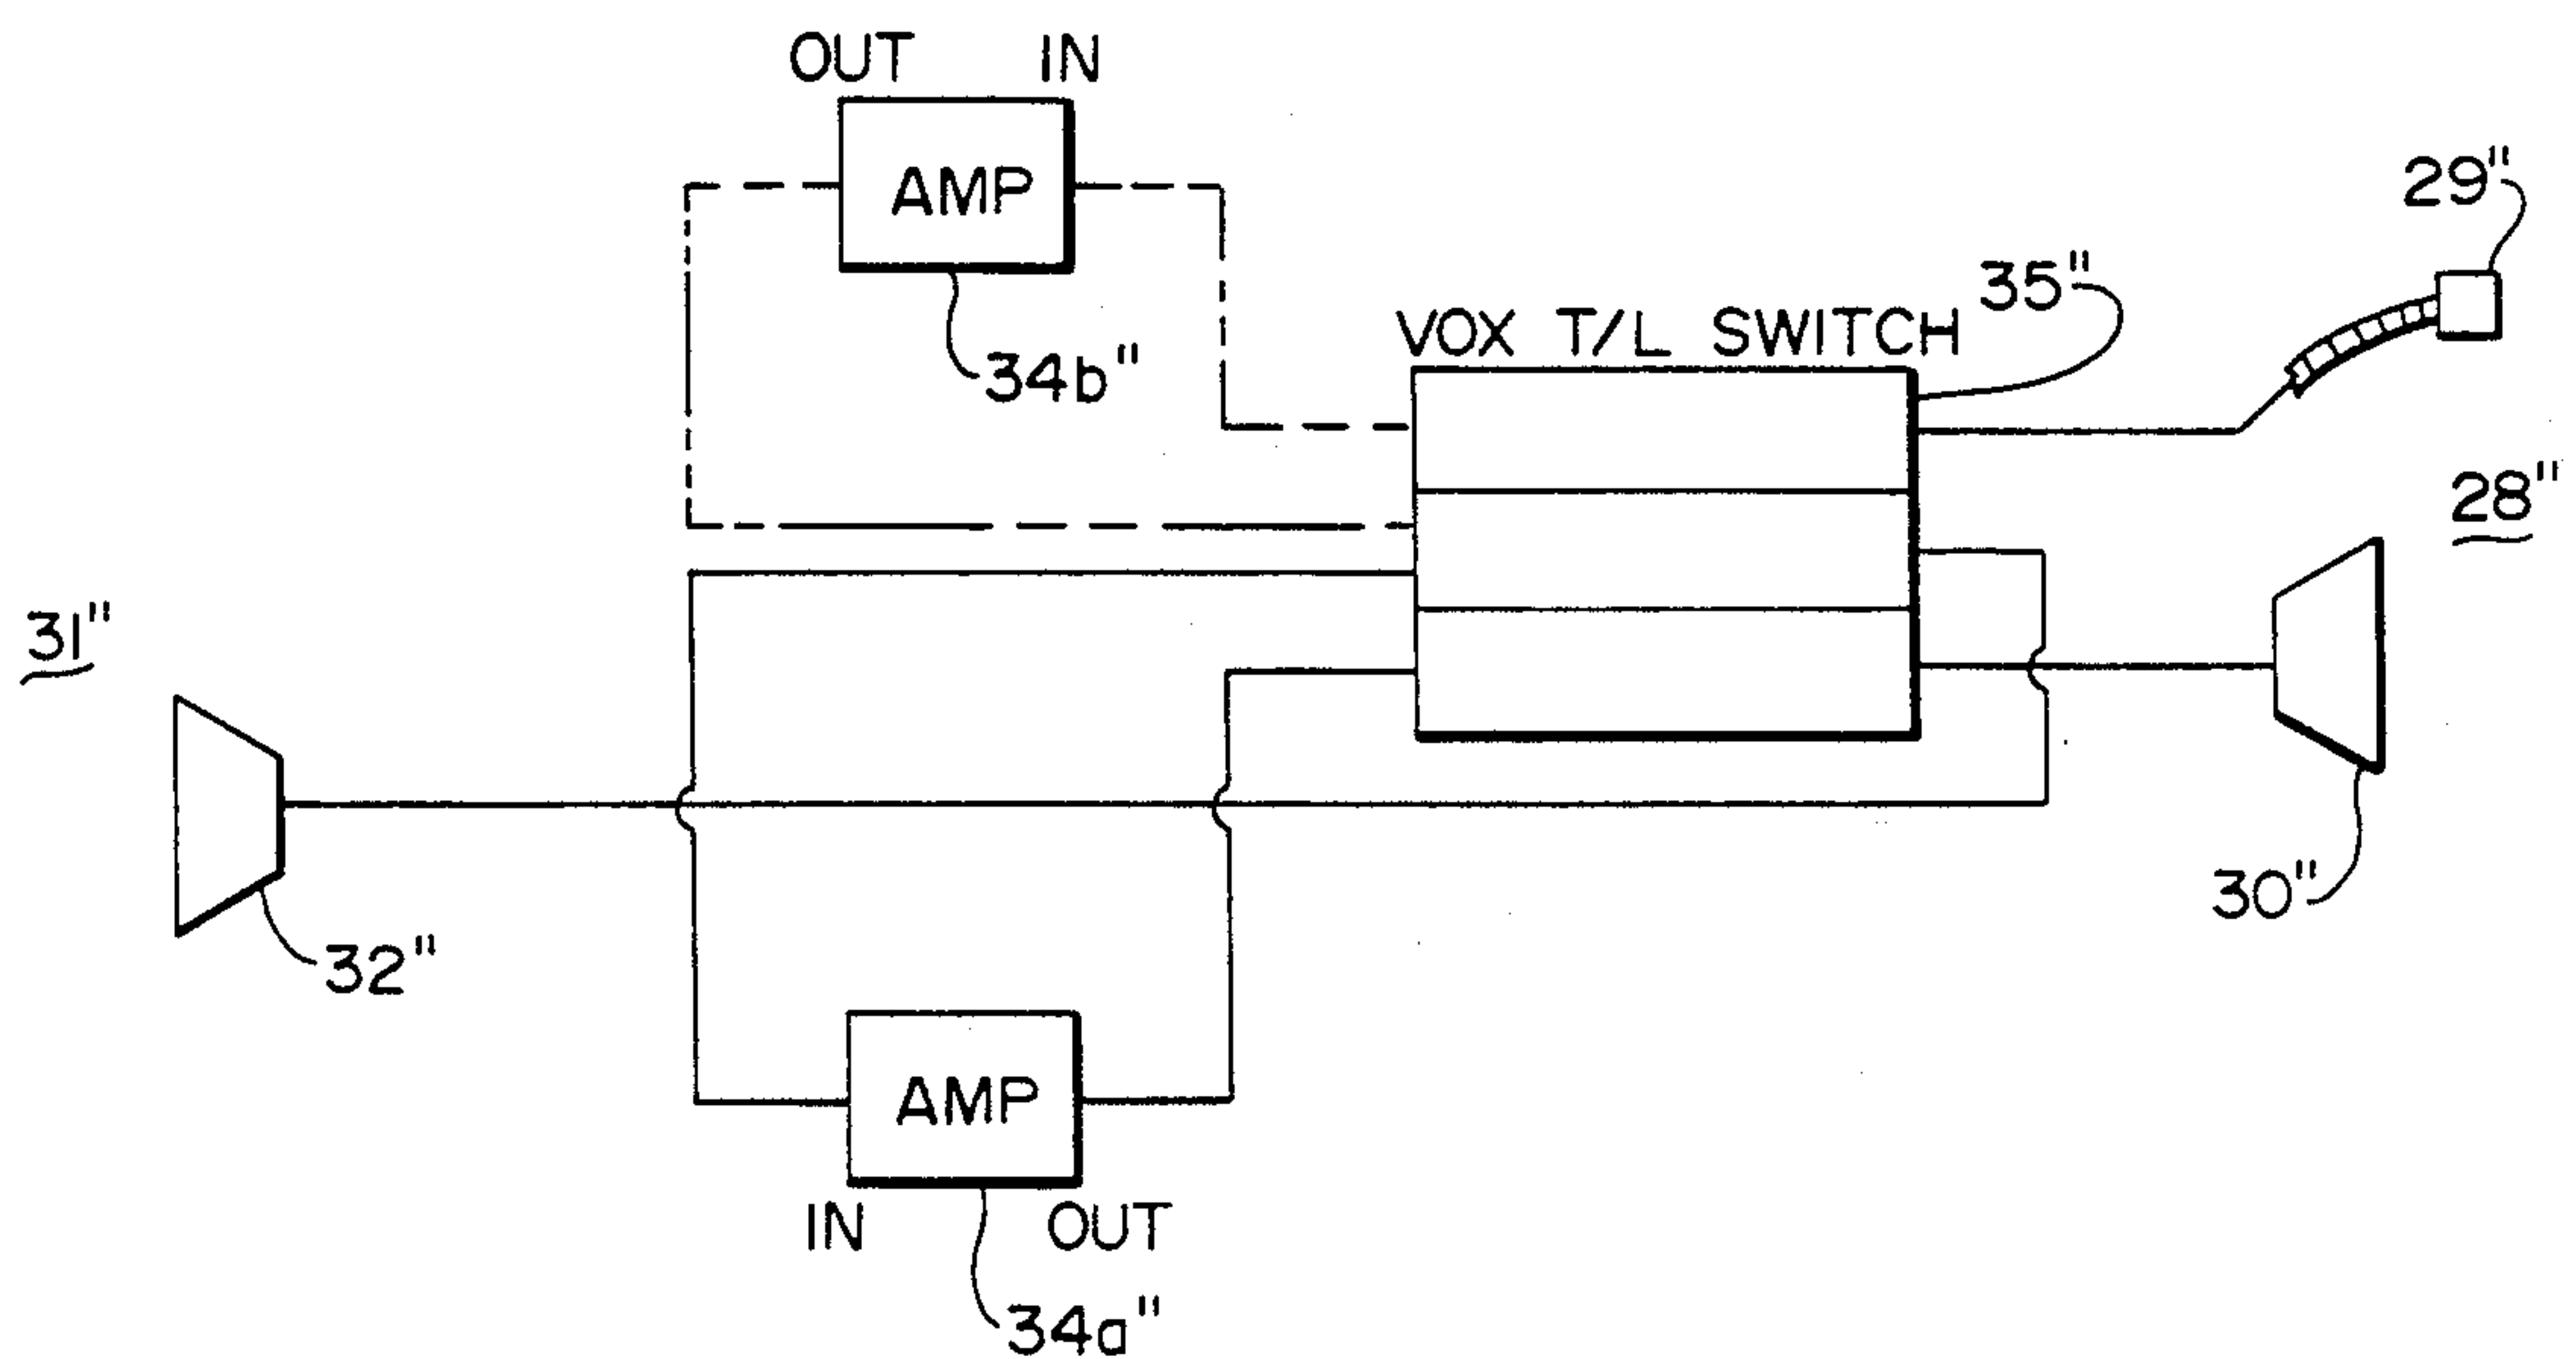 OUT IN
AMP
34b"
VOX T/L SWITCH
35"
29"
28"
31"
32"
30"
AMP
IN OUT
34a"